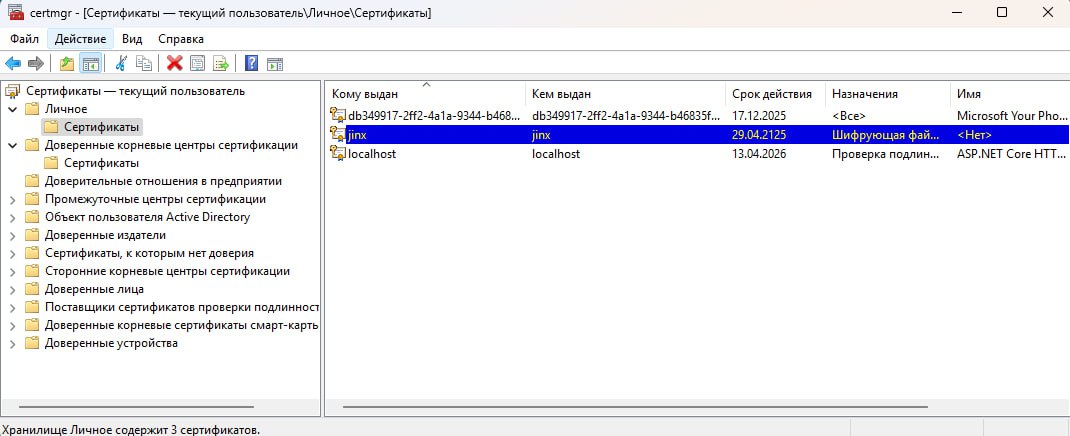 certmgr - [Сертификаты — текущий пользователь\Личное\Сертификаты]
Файл Действие Вид Справка
Сертификаты — текущий пользователь
Личное
Сертификаты
Доверенные корневые центры сертификации
Сертификаты
Доверительные отношения в предприятии
Промежуточные центры сертификации
Объект пользователя Active Directory
Доверенные издатели
Сертификаты, к которым нет доверия
Сторонние корневые центры сертификации
Доверенные лица
Поставщики сертификатов проверки подлинност
Доверенные корневые сертификаты смарт-карть
Доверенные устройства
Кому выдан Кем выдан Срок действия Назначения Имя
db349917-2ff2-4a1a-9344-b468... db349917-2ff2-4a1a-9344-b46835f... 17.12.2025 <Все> Microsoft Your Pho...
jinx jinx 29.04.2125 Шифрующая фай... <Нет>
localhost localhost 13.04.2026 Проверка подлин... ASP.NET Core HTT...
Хранилище Личное содержит 3 сертификатов.